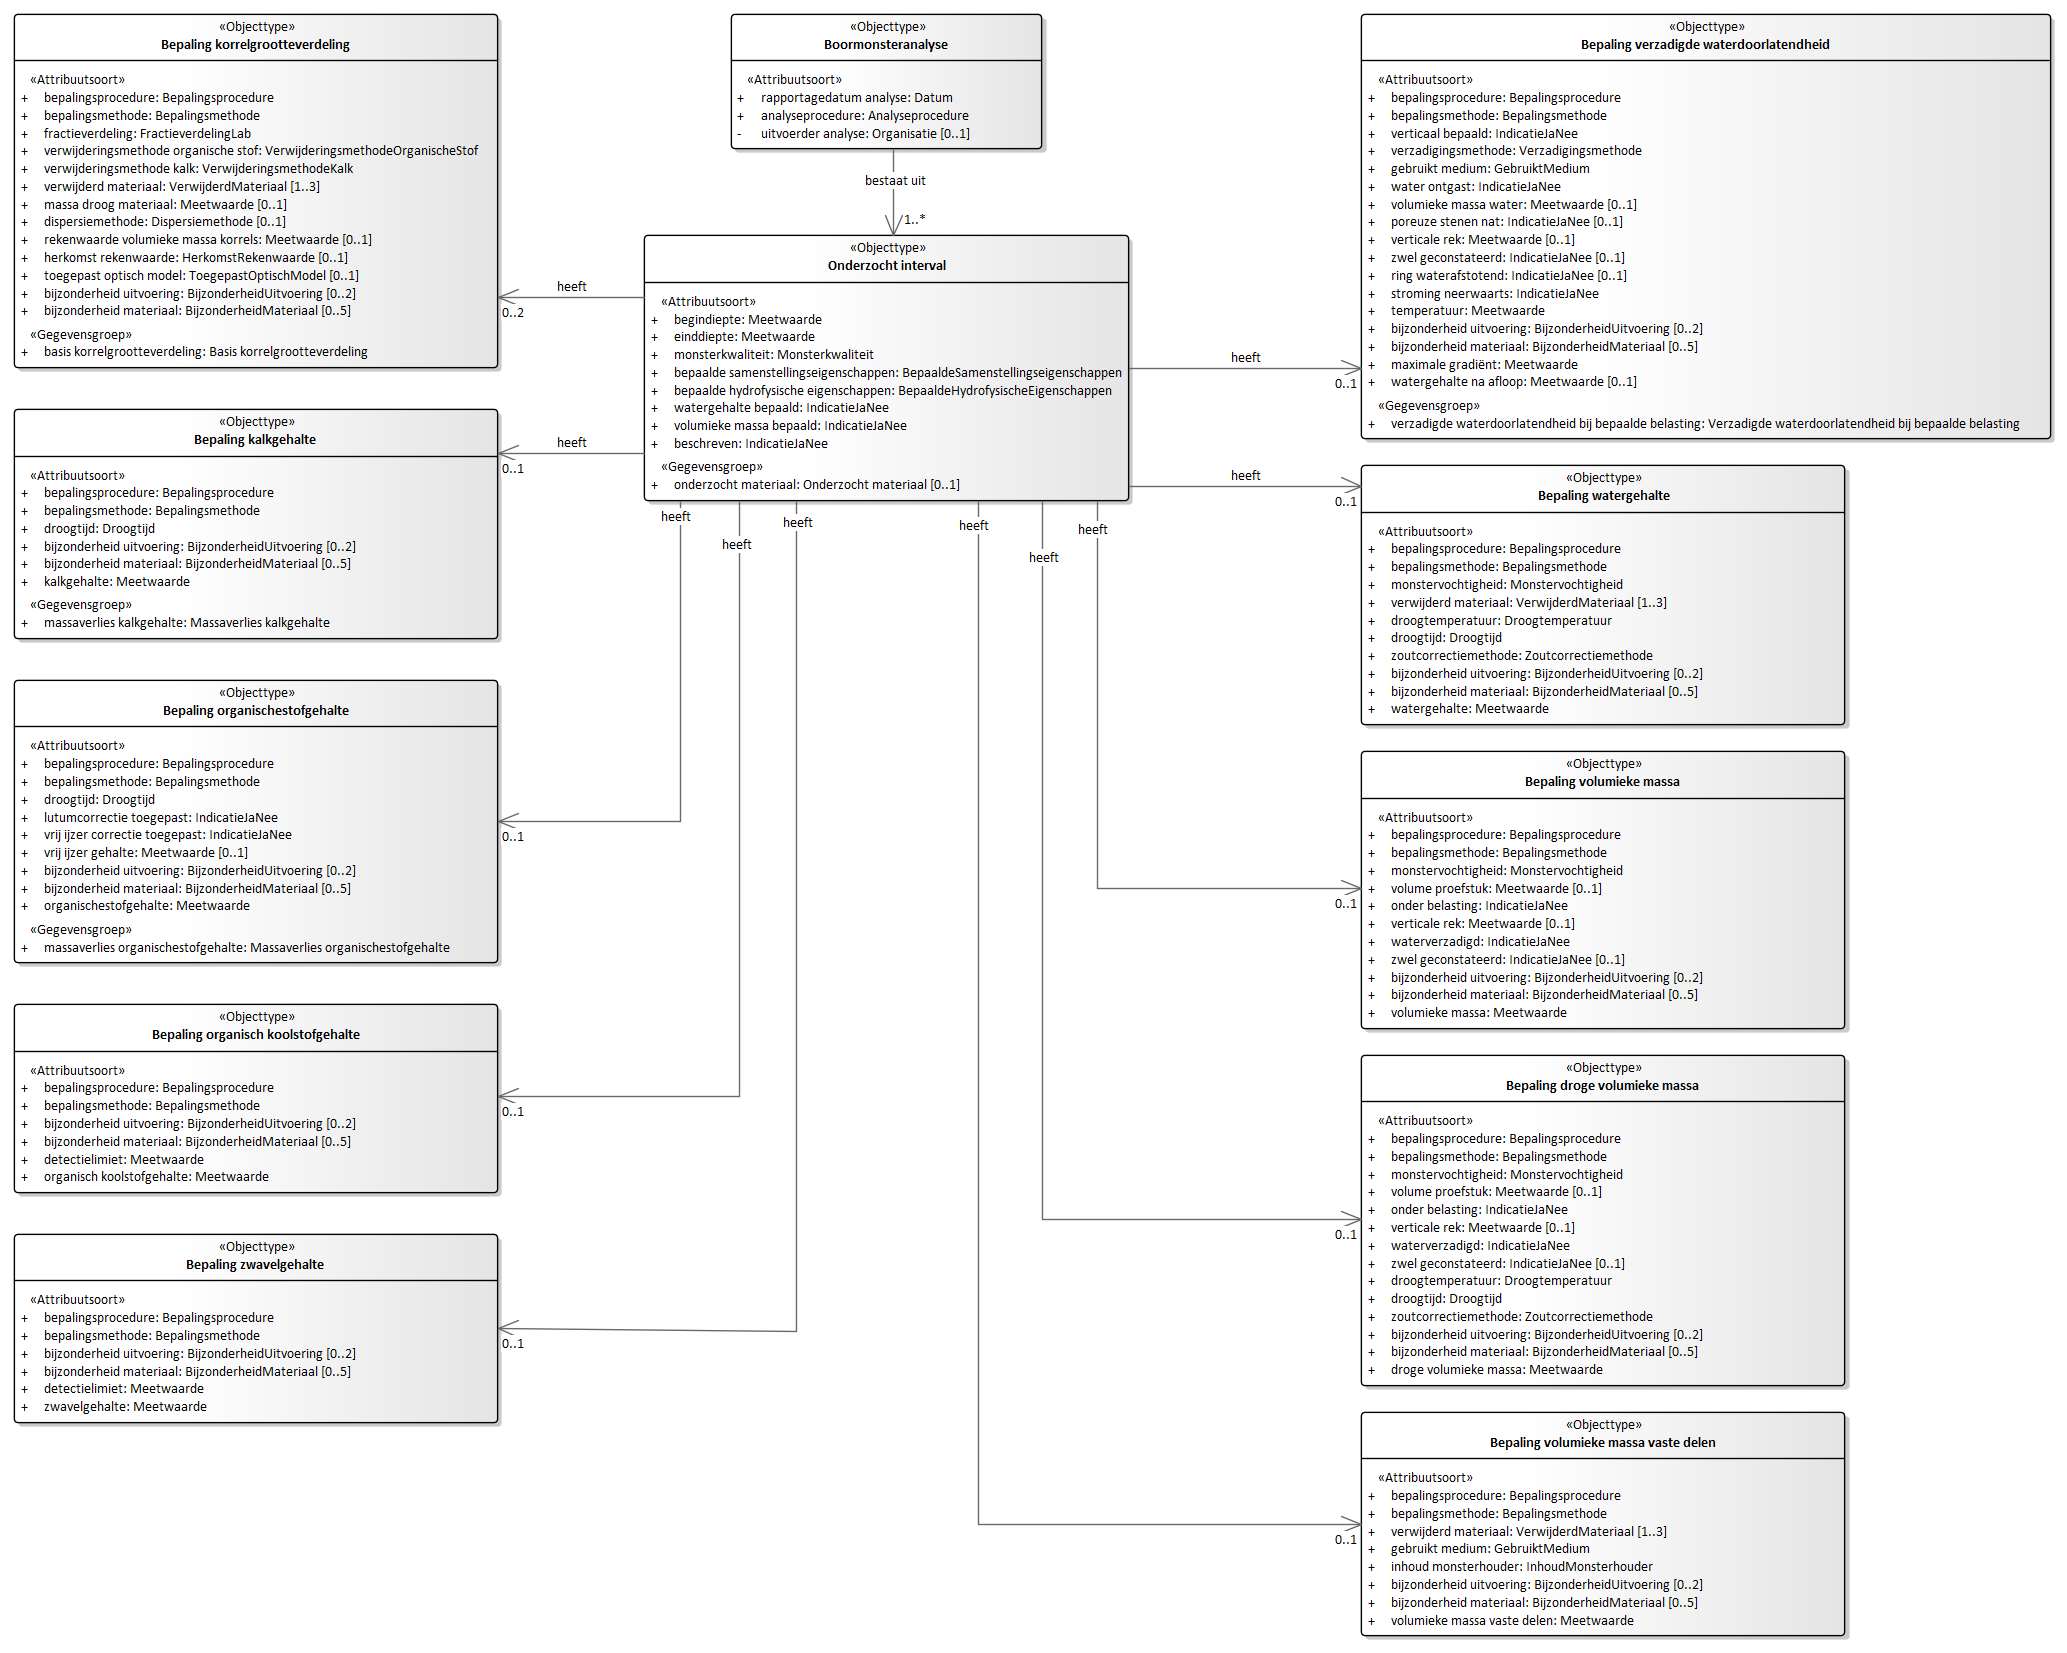 «Objecttype»
Bepaling korrelgrootteverdeling
«Attribuutsoort»
+ bepalingsprocedure: Bepalingsprocedure
+ bepalingsmethode: Bepalingsmethode
+ fractieverdeling: FractieverdelingLab
+ verwijderingsmethode organische stof: VerwijderingsmethodeOrganischeStof
+ verwijderingsmethode kalk: VerwijderingsmethodeKalk
+ verwijderd materiaal: VerwijderdMateriaal [1..3]
+ massa droog materiaal: Meetwaarde [0..1]
+ dispersiemethode: Dispersiemethode [0..1]
+ rekenwaarde volumieke massa korrels: Meetwaarde [0..1]
+ herkomst rekenwaarde: HerkomstRekenwaarde [0..1]
+ toegepast optisch model: ToegepastOptischModel [0..1]
+ bijzonderheid uitvoering: BijzonderheidUitvoering [0..2]
+ bijzonderheid materiaal: BijzonderheidMateriaal [0..5]
«Gegevensgroep»
+ basis korrelgrootteverdeling: Basis korrelgrootteverdeling
«Objecttype»
Boormonsteranalyse
«Attribuutsoort»
+ rapportagedatum analyse: Datum
+ analyseprocedure: Analyseprocedure
- uitvoerder analyse: Organisatie [0..1]
bestaat uit
1..*
«Objecttype»
Onderzocht interval
«Attribuutsoort»
+ begindiepte: Meetwaarde
+ einddiepte: Meetwaarde
+ monsterkwaliteit: Monsterkwaliteit
+ bepaalde samenstellingseigenschappen: BepaaldeSamenstellingseigenschappen
+ bepaalde hydrofysische eigenschappen: BepaaldeHydrofysischeEigenschappen
+ watergehalte bepaald: IndicatieJaNee
+ volumieke massa bepaald: IndicatieJaNee
+ beschreven: IndicatieJaNee
«Gegevensgroep»
+ onderzocht materiaal: Onderzocht materiaal [0..1]
heeft
0..2
heeft
0..1
heeft
0..1
heeft
0..1
heeft
heeft
heeft
heeft
heeft
heeft
«Objecttype»
Bepaling verzadigde waterdoorlatendheid
«Attribuutsoort»
+ bepalingsprocedure: Bepalingsprocedure
+ bepalingsmethode: Bepalingsmethode
+ verticaal bepaald: IndicatieJaNee
+ verzadigingsmethode: Verzadigingsmethode
+ gebruikt medium: GebruiktMedium
+ water ontgast: IndicatieJaNee
+ volumieke massa water: Meetwaarde [0..1]
+ poreuze stenen nat: IndicatieJaNee [0..1]
+ verticale rek: Meetwaarde [0..1]
+ zwel geconstateerd: IndicatieJaNee [0..1]
+ ring waterafstotend: IndicatieJaNee [0..1]
+ stroming neerwaarts: IndicatieJaNee
+ temperatuur: Meetwaarde
+ bijzonderheid uitvoering: BijzonderheidUitvoering [0..2]
+ bijzonderheid materiaal: BijzonderheidMateriaal [0..5]
+ maximale gradiënt: Meetwaarde
+ watergehalte na afloop: Meetwaarde [0..1]
«Gegevensgroep»
+ verzadigde waterdoorlatendheid bij bepaalde belasting: Verzadigde waterdoorlatendheid bij bepaalde belasting
«Objecttype»
Bepaling kalkgehalte
«Attribuutsoort»
+ bepalingsprocedure: Bepalingsprocedure
+ bepalingsmethode: Bepalingsmethode
+ droogtijd: Droogtijd
+ bijzonderheid uitvoering: BijzonderheidUitvoering [0..2]
+ bijzonderheid materiaal: BijzonderheidMateriaal [0..5]
+ kalkgehalte: Meetwaarde
«Gegevensgroep»
+ massaverlies kalkgehalte: Massaverlies kalkgehalte
«Objecttype»
Bepaling watergehalte
«Attribuutsoort»
+ bepalingsprocedure: Bepalingsprocedure
+ bepalingsmethode: Bepalingsmethode
+ monstervochtigheid: Monstervochtigheid
+ verwijderd materiaal: VerwijderdMateriaal [1..3]
+ droogtemperatuur: Droogtemperatuur
+ droogtijd: Droogtijd
+ zoutcorrectiemethode: Zoutcorrectiemethode
+ bijzonderheid uitvoering: BijzonderheidUitvoering [0..2]
+ bijzonderheid materiaal: BijzonderheidMateriaal [0..5]
+ watergehalte: Meetwaarde
«Objecttype»
Bepaling organischestofgehalte
«Attribuutsoort»
+ bepalingsprocedure: Bepalingsprocedure
+ bepalingsmethode: Bepalingsmethode
+ droogtijd: Droogtijd
+ lutumcorrectie toegepast: IndicatieJaNee
+ vrij ijzer correctie toegepast: IndicatieJaNee
+ vrij ijzer gehalte: Meetwaarde [0..1]
+ bijzonderheid uitvoering: BijzonderheidUitvoering [0..2]
+ bijzonderheid materiaal: BijzonderheidMateriaal [0..5]
+ organischestofgehalte: Meetwaarde
«Gegevensgroep»
+ massaverlies organischestofgehalte: Massaverlies organischestofgehalte
0..1
«Objecttype»
Bepaling volumieke massa
«Attribuutsoort»
+ bepalingsprocedure: Bepalingsprocedure
+ bepalingsmethode: Bepalingsmethode
+ monstervochtigheid: Monstervochtigheid
+ volume proefstuk: Meetwaarde [0..1]
+ onder belasting: IndicatieJaNee
+ verticale rek: Meetwaarde [0..1]
+ waterverzadigd: IndicatieJaNee
+ zwel geconstateerd: IndicatieJaNee [0..1]
+ bijzonderheid uitvoering: BijzonderheidUitvoering [0..2]
+ bijzonderheid materiaal: BijzonderheidMateriaal [0..5]
+ volumieke massa: Meetwaarde
0..1
«Objecttype»
Bepaling organisch koolstofgehalte
«Attribuutsoort»
+ bepalingsprocedure: Bepalingsprocedure
+ bepalingsmethode: Bepalingsmethode
+ bijzonderheid uitvoering: BijzonderheidUitvoering [0..2]
+ bijzonderheid materiaal: BijzonderheidMateriaal [0..5]
+ detectielimiet: Meetwaarde
+ organisch koolstofgehalte: Meetwaarde
0..1
«Objecttype»
Bepaling droge volumieke massa
«Attribuutsoort»
+ bepalingsprocedure: Bepalingsprocedure
+ bepalingsmethode: Bepalingsmethode
+ monstervochtigheid: Monstervochtigheid
+ volume proefstuk: Meetwaarde [0..1]
+ onder belasting: IndicatieJaNee
+ verticale rek: Meetwaarde [0..1]
+ waterverzadigd: IndicatieJaNee
+ zwel geconstateerd: IndicatieJaNee [0..1]
+ droogtemperatuur: Droogtemperatuur
+ droogtijd: Droogtijd
+ zoutcorrectiemethode: Zoutcorrectiemethode
+ bijzonderheid uitvoering: BijzonderheidUitvoering [0..2]
+ bijzonderheid materiaal: BijzonderheidMateriaal [0..5]
+ droge volumieke massa: Meetwaarde
0..1
«Objecttype»
Bepaling zwavelgehalte
«Attribuutsoort»
+ bepalingsprocedure: Bepalingsprocedure
+ bepalingsmethode: Bepalingsmethode
+ bijzonderheid uitvoering: BijzonderheidUitvoering [0..2]
+ bijzonderheid materiaal: BijzonderheidMateriaal [0..5]
+ detectielimiet: Meetwaarde
+ zwavelgehalte: Meetwaarde
0..1
«Objecttype»
Bepaling volumieke massa vaste delen
«Attribuutsoort»
+ bepalingsprocedure: Bepalingsprocedure
+ bepalingsmethode: Bepalingsmethode
+ verwijderd materiaal: VerwijderdMateriaal [1..3]
+ gebruikt medium: GebruiktMedium
+ inhoud monsterhouder: InhoudMonsterhouder
+ bijzonderheid uitvoering: BijzonderheidUitvoering [0..2]
+ bijzonderheid materiaal: BijzonderheidMateriaal [0..5]
+ volumieke massa vaste delen: Meetwaarde
0..1